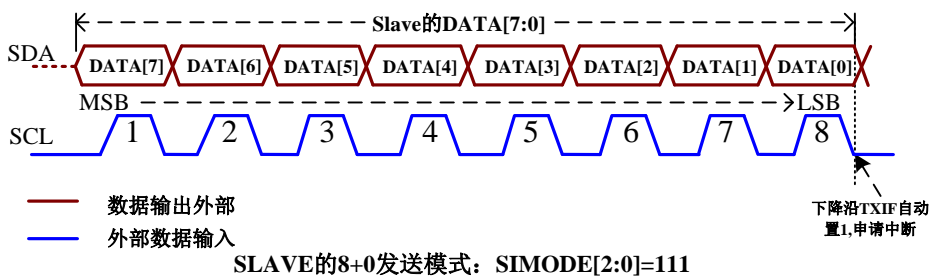 Slave的DATA[7:0]
SDA
DATA[7] DATA[6] DATA[5] DATA[4] DATA[3] DATA[2] DATA[1] DATA[0]
MSB LSB
SCL
1 2 3 4 5 6 7 8
数据输出外部
外部数据输入
下降沿TXIF自动
置1,申请中断
SLAVE的8+0发送模式：SIMODE[2:0]=111